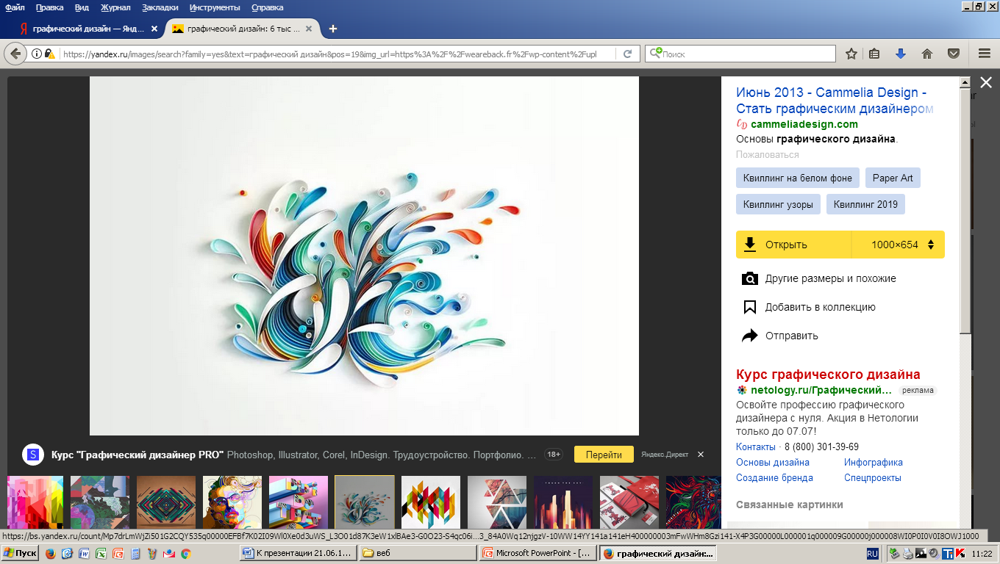 Файл Правка Вид Журнал Закладки Инструменты Справка
графический дизайн — Янд...
графический дизайн: 6 тыс ...
https://yandex.ru/images/search?family=yes&text=графический дизайн&pos=19&img_url=https%3A%2F%2Fweareback.fr%2Fwp-content%2Fupl
Поиск
Июнь 2013 - Cammelia Design -
Стать графическим дизайнером
cammeliadesign.com
Основы графического дизайна.
Пожаловаться
Квиллинг на белом фоне
Paper Art
Квиллинг узоры
Квиллинг 2019
Открыть
1000×654
Другие размеры и похожие
Добавить в коллекцию
Отправить
Курс графического дизайна
netology.ru/Графический...
реклама
Освойте профессию графического
дизайнера с нуля. Акция в Нетологии
только до 07.07!
Контакты · 8 (800) 301-39-69
Основы дизайна
Инфографика
Создание бренда
Спецпроекты
Связанные картинки
S
Курс "Графический дизайнер PRO" Photoshop, Illustrator, Corel, InDesign. Трудоустройство. Портфолио. ...
18+
Перейти
Яндекс.Директ
Пуск
К презентации 21.06.1...
веб
Microsoft PowerPoint - [...
графический дизайн:...
RU
11:22